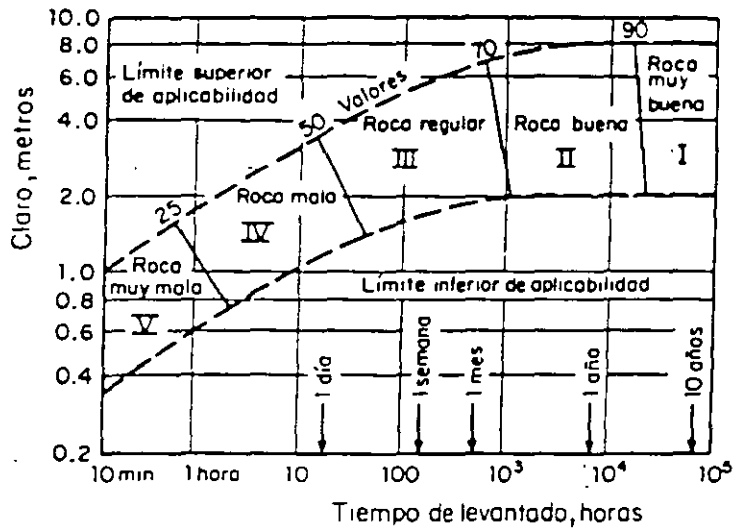 Claro, metros
10.0
8.0
6.0
4.0
2.0
1.0
0.8
0.6
0.4
0.2
Límite superior
de aplicabilidad
Valores
25
50
70
90
Roca
muy
buena
I
Roca buena
II
Roca regular
III
Roca mala
IV
Roca
muy mala
V
Límite inferior de aplicabilidad
1 día
1 semana
1 mes
1 año
10 años
10 min
1 hora
10
100
10³
10⁴
10⁵
Tiempo de levantado, horas